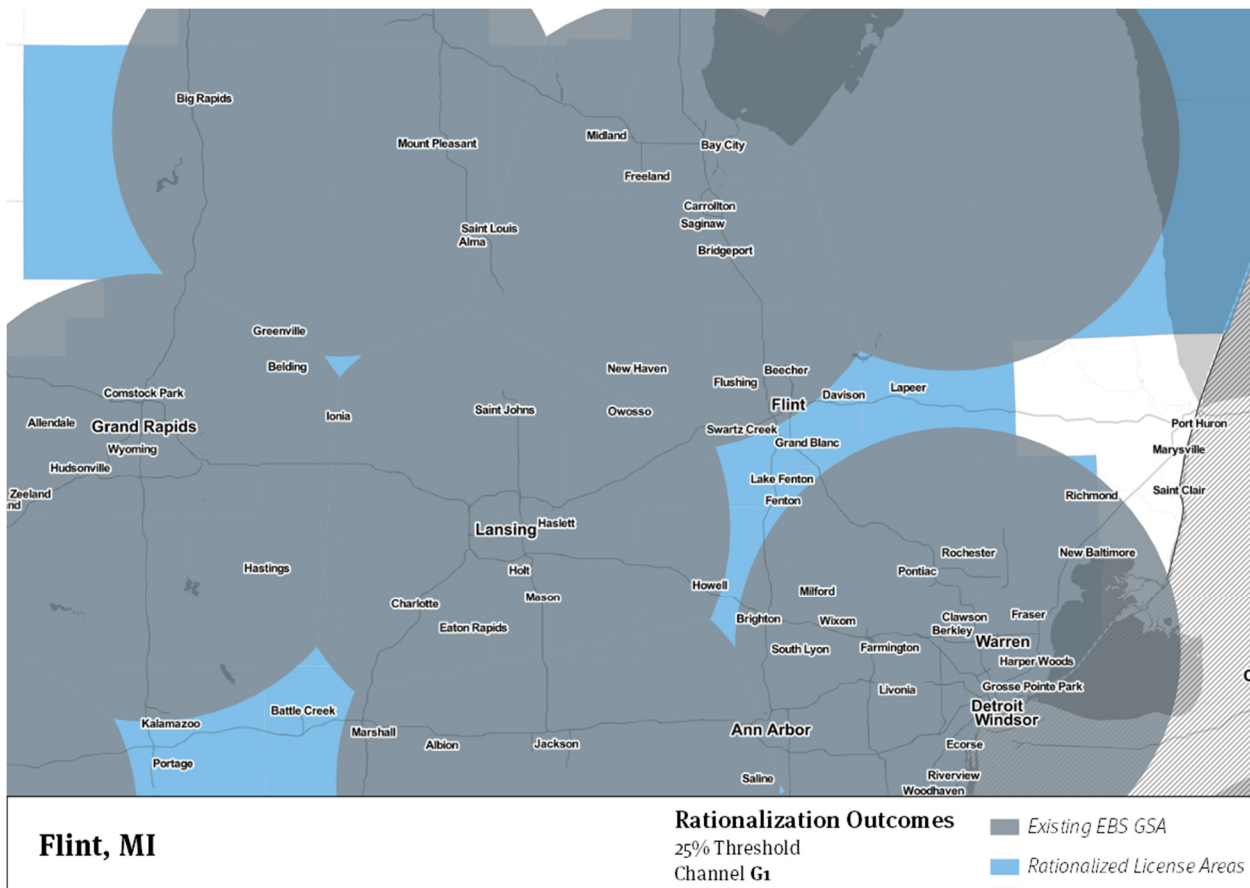 Big Rapids
Mount Pleasant
Midland
Bay City
Freeland
Carrollton
Saginaw
Saint Louis
Alma
Bridgeport
Greenville
Belding
New Haven
Beecher
Flushing
Davison
Lapeer
Comstock Park
Flint
Saint Johns
Owosso
Ionia
Allendale
Grand Rapids
Swartz Creek
Port Huron
Grand Blanc
Wyoming
Marysville
Hudsonville
Lake Fenton
Saint Clair
Zeeland
nd
Fenton
Richmond
Lansing
Haslett
Rochester
New Baltimore
Hastings
Holt
Pontiac
Howell
Milford
Mason
Charlotte
Clawson
Fraser
Brighton
Wixom
Eaton Rapids
Berkley
Warren
South Lyon
Farmington
Harper Woods
Livonia
Grosse Pointe Park
Battle Creek
Detroit
Windsor
Kalamazoo
Marshall
Ann Arbor
Albion
Jackson
Ecorse
Portage
Saline
Riverview
Woodhaven
Flint, MI
Rationalization Outcomes
25% Threshold
Channel G1
Existing EBS GSA
Rationalized License Areas